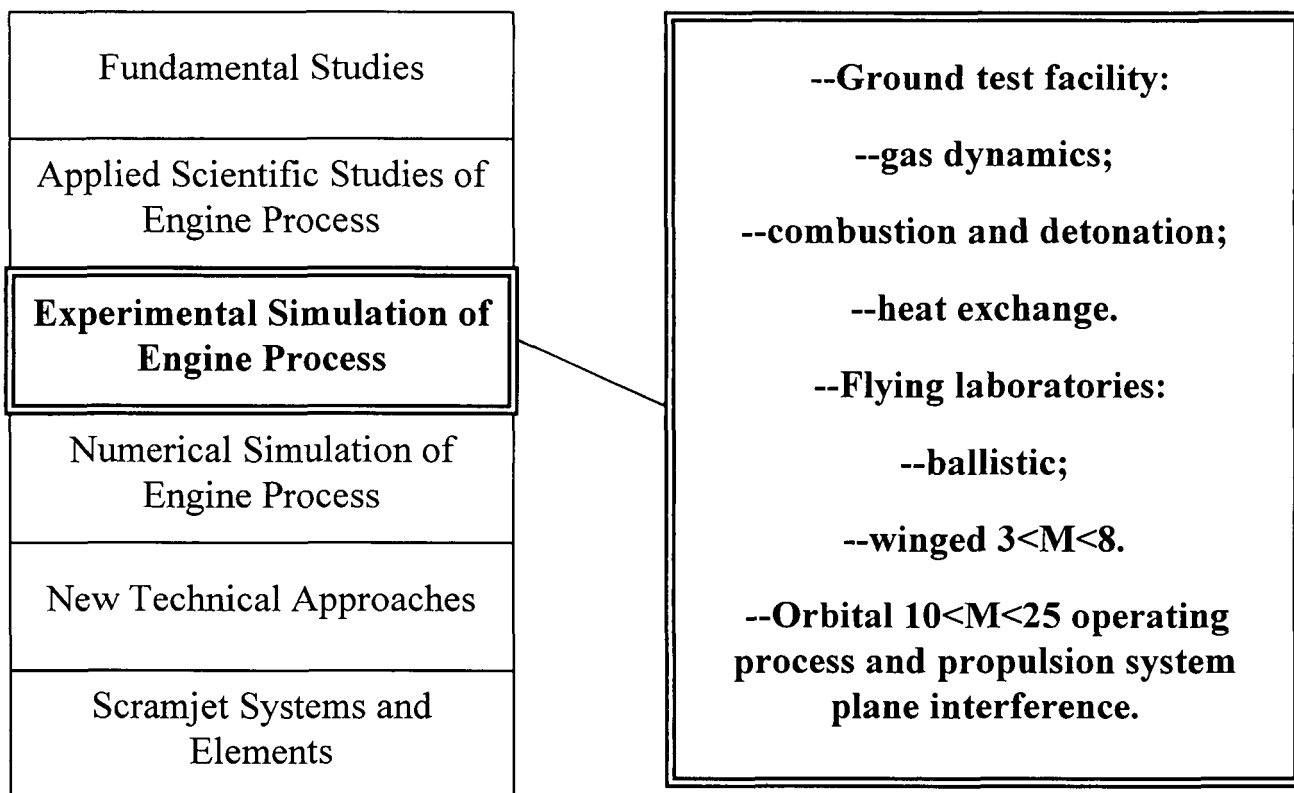 Fundamental Studies
Applied Scientific Studies of
Engine Process
Experimental Simulation of
Engine Process
Numerical Simulation of
Engine Process
New Technical Approaches
Scramjet Systems and
Elements
--Ground test facility:
--gas dynamics;
--combustion and detonation;
--heat exchange.
--Flying laboratories:
--ballistic;
--winged 3<M<8.
--Orbital 10<M<25 operating
process and propulsion system
plane interference.